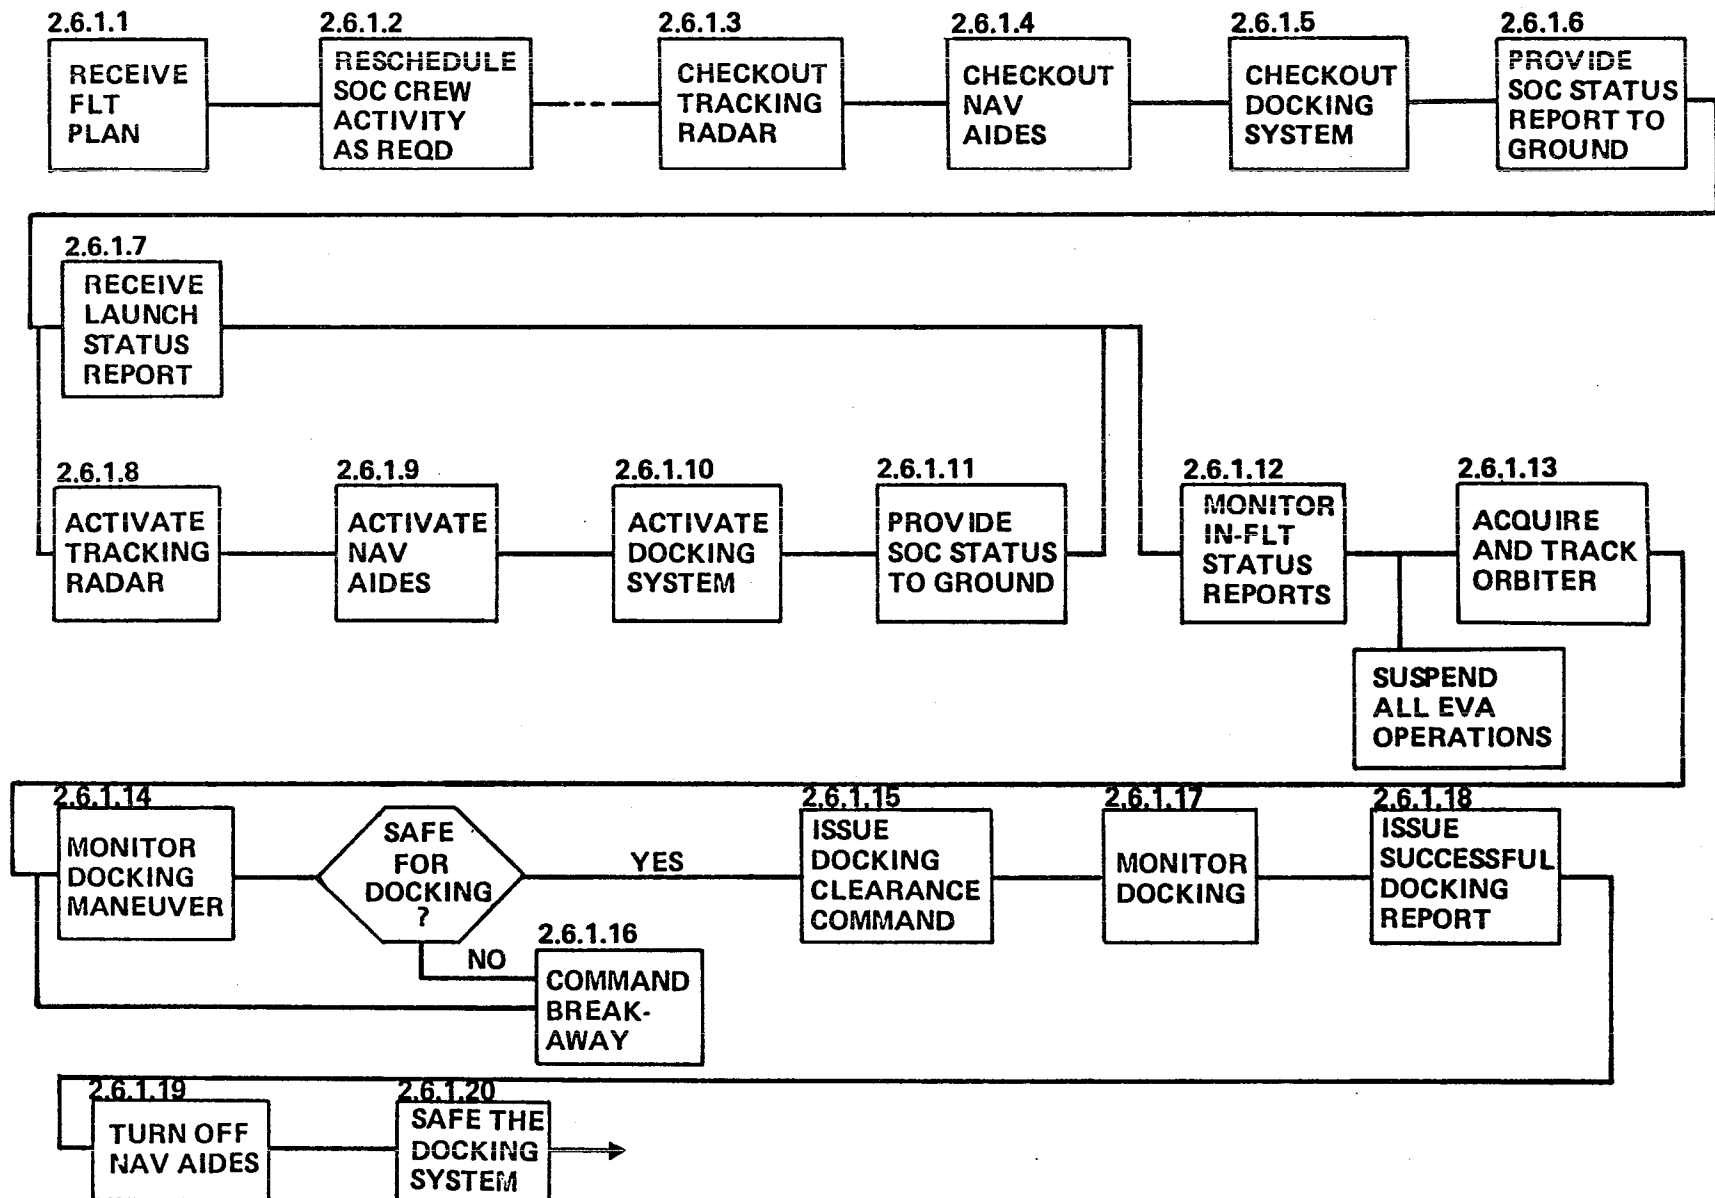 2.6.1.1
RECEIVE
FLT
PLAN
2.6.1.2
RESCHEDULE
SOC CREW
ACTIVITY
AS REQD
2.6.1.3
CHECKOUT
TRACKING
RADAR
2.6.1.4
CHECKOUT
NAV
AIDES
2.6.1.5
CHECKOUT
DOCKING
SYSTEM
2.6.1.6
PROVIDE
SOC STATUS
REPORT TO
GROUND
2.6.1.7
RECEIVE
LAUNCH
STATUS
REPORT
2.6.1.8
ACTIVATE
TRACKING
RADAR
2.6.1.9
ACTIVATE
NAV
AIDES
2.6.1.10
ACTIVATE
DOCKING
SYSTEM
2.6.1.11
PROVIDE
SOC STATUS
TO GROUND
2.6.1.12
MONITOR
IN-FLT
STATUS
REPORTS
2.6.1.13
ACQUIRE
AND TRACK
ORBITER
SUSPEND
ALL EVA
OPERATIONS
2.6.1.14
MONITOR
DOCKING
MANEUVER
SAFE
FOR
DOCKING
?
YES
NO
2.6.1.15
ISSUE
DOCKING
CLEARANCE
COMMAND
2.6.1.16
COMMAND
BREAK-
AWAY
2.6.1.17
MONITOR
DOCKING
2.6.1.18
ISSUE
SUCCESSFUL
DOCKING
REPORT
2.6.1.19
TURN OFF
NAV AIDES
2.6.1.20
SAFE THE
DOCKING
SYSTEM